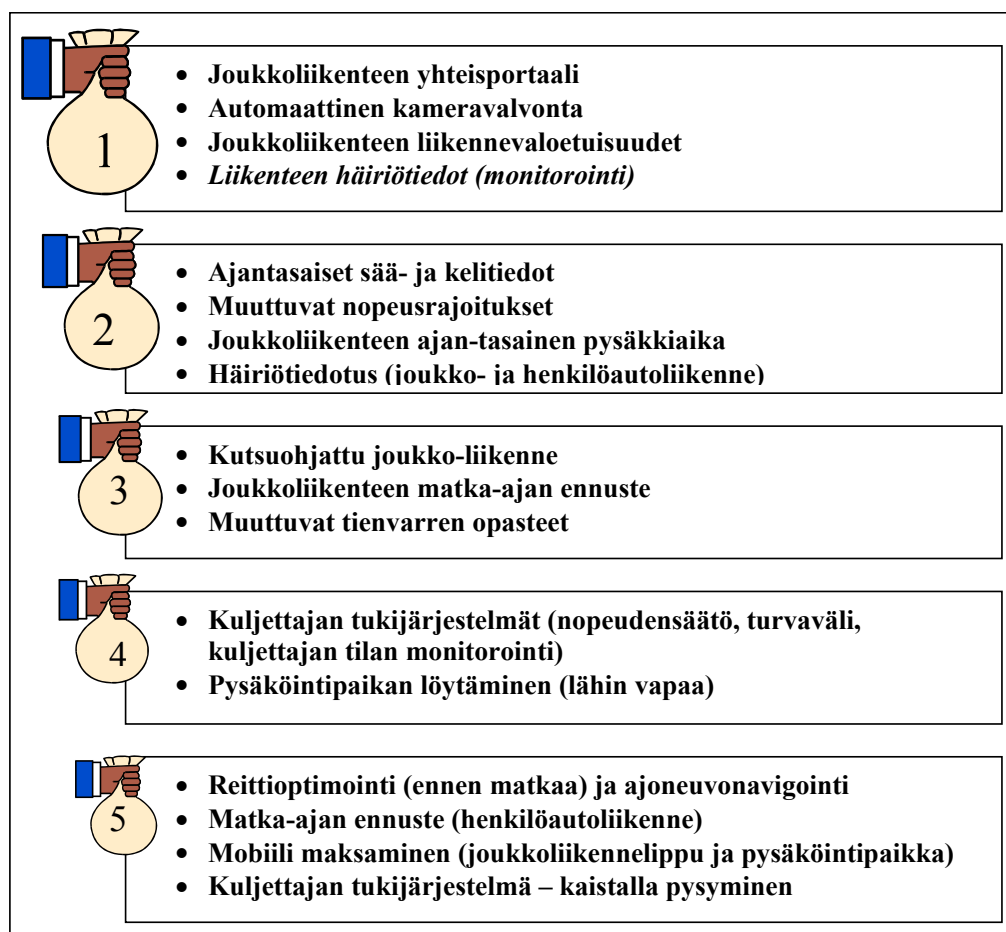 1
• Joukkoliikenteen yhteisportaali
• Automaattinen kameravalvonta
• Joukkoliikenteen liikennevaloetuisuudet
• Liikenteen häiriötiedot (monitorointi)
2
• Ajantasaiset sää- ja kelitiedot
• Muuttuvat nopeusrajoitukset
• Joukkoliikenteen ajan-tasainen pysäkkiaika
• Häiriötiedotus (joukko- ja henkilöautoliikenne)
3
• Kutsuohjattu joukko-liikenne
• Joukkoliikenteen matka-ajan ennuste
• Muuttuvat tienvarren opasteet
4
• Kuljettajan tukijärjestelmät (nopeudensäätö, turvaväli,
kuljettajan tilan monitorointi)
• Pysäköintipaikan löytäminen (lähin vapaa)
5
• Reittioptimointi (ennen matkaa) ja ajoneuvonavigointi
• Matka-ajan ennuste (henkilöautoliikenne)
• Mobiili maksaminen (joukkoliikennelippu ja pysäköintipaikka)
• Kuljettajan tukijärjestelmä – kaistalla pysyminen